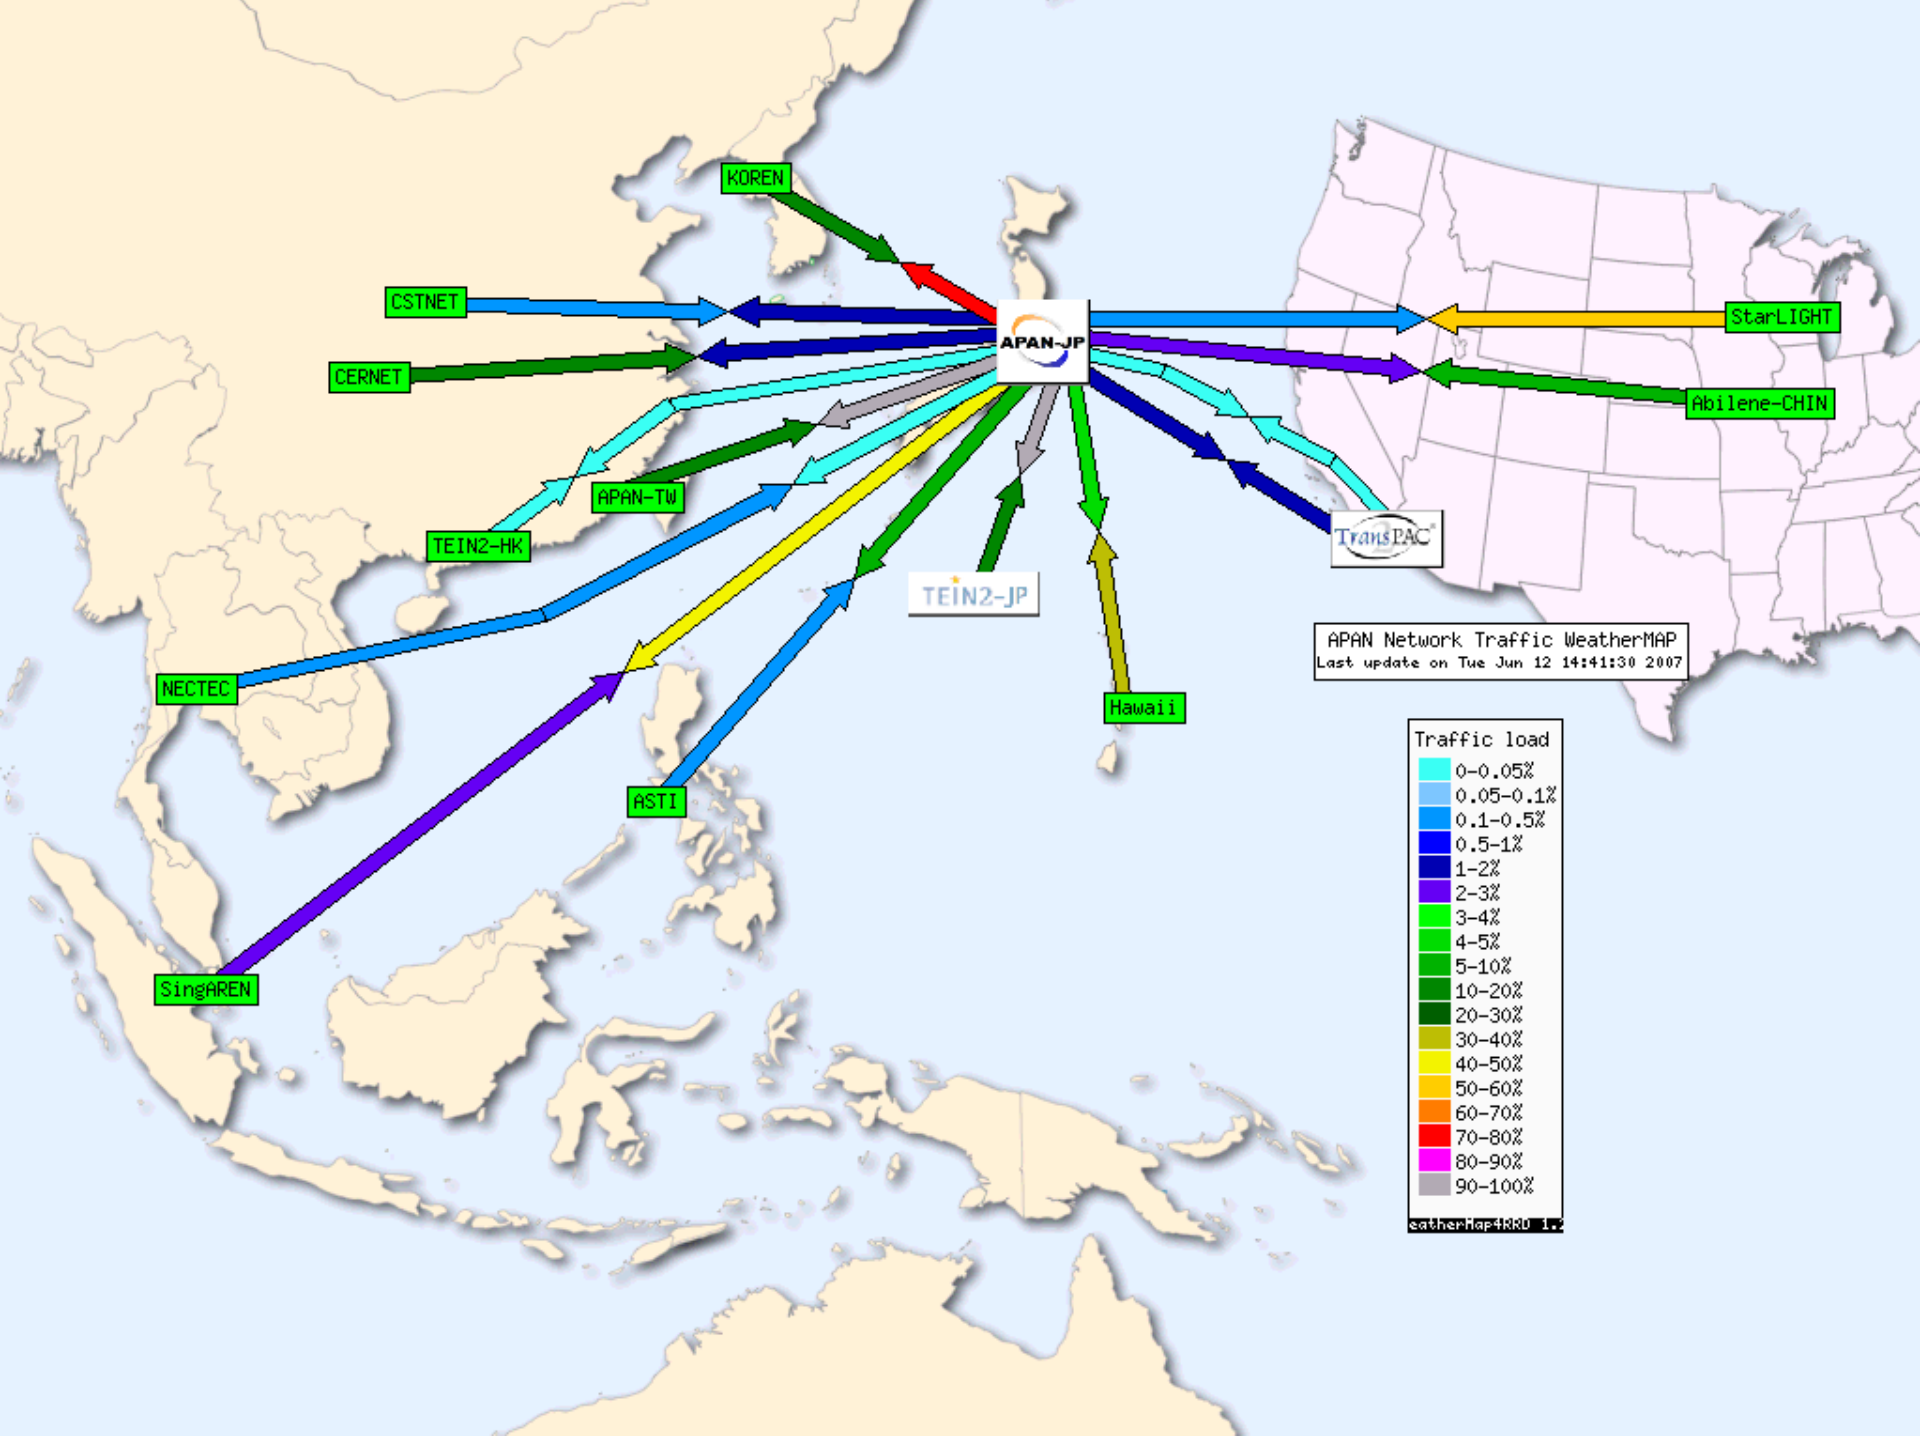 KOREN
CSTNET
APAN-JP
StarLIGHT
CERNET
Abilene-CHIN
APAN-TW
TEIN2-HK
TransPAC2
TEIN2-JP
APAN Network Traffic WeatherMAP
Last update on Tue Jun 12 14:41:30 2007
NECTEC
Hawaii
ASTI
SingAREN
Traffic load
0-0.05%
0.05-0.1%
0.1-0.5%
0.5-1%
1-2%
2-3%
3-4%
4-5%
5-10%
10-20%
20-30%
30-40%
40-50%
50-60%
60-70%
70-80%
80-90%
90-100%
eatherMap4RRD 1.2